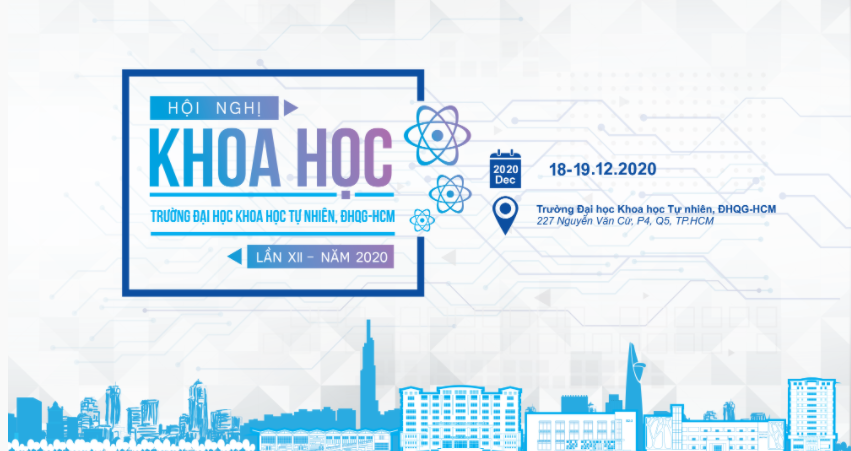 HỘI NGHỊ
KHOA HỌC
TRƯỜNG ĐẠI HỌC KHOA HỌC TỰ NHIÊN, ĐHQG-HCM
LẦN XII – NĂM 2020
2020
Dec
18-19.12.2020
Trường Đại học Khoa học Tự nhiên, ĐHQG-HCM
227 Nguyễn Văn Cừ, P4, Q5, TP.HCM